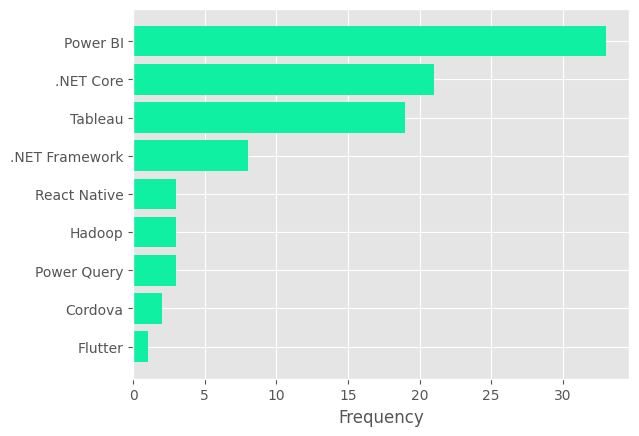 Power BI
.NET Core
Tableau
.NET Framework
React Native
Hadoop
Power Query
Cordova
Flutter
0 5 10 15 20 25 30
Frequency